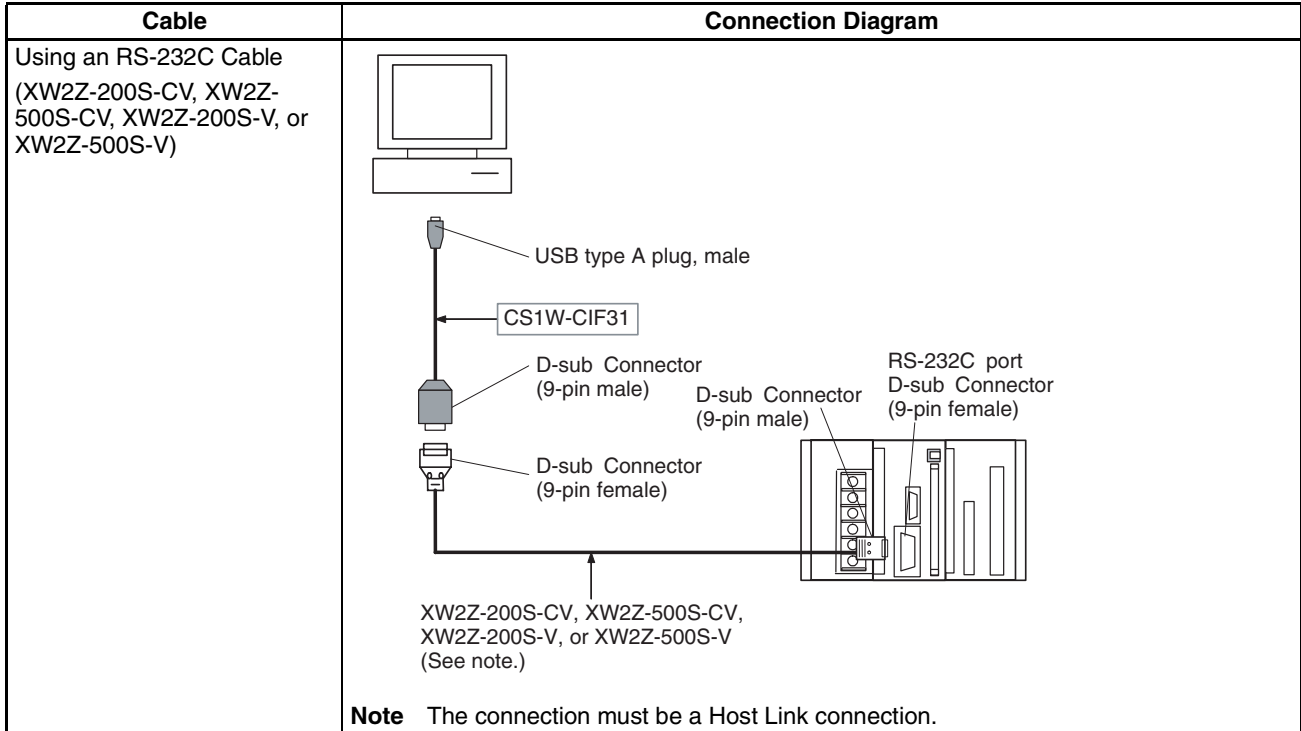 Cable
Connection Diagram
Using an RS-232C Cable
(XW2Z-200S-CV, XW2Z-
500S-CV, XW2Z-200S-V, or
XW2Z-500S-V)
USB type A plug, male
CS1W-CIF31
D-sub Connector
(9-pin male)
D-sub Connector
(9-pin male)
RS-232C port
D-sub Connector
(9-pin female)
D-sub Connector
(9-pin female)
XW2Z-200S-CV, XW2Z-500S-CV,
XW2Z-200S-V, or XW2Z-500S-V
(See note.)
Note The connection must be a Host Link connection.